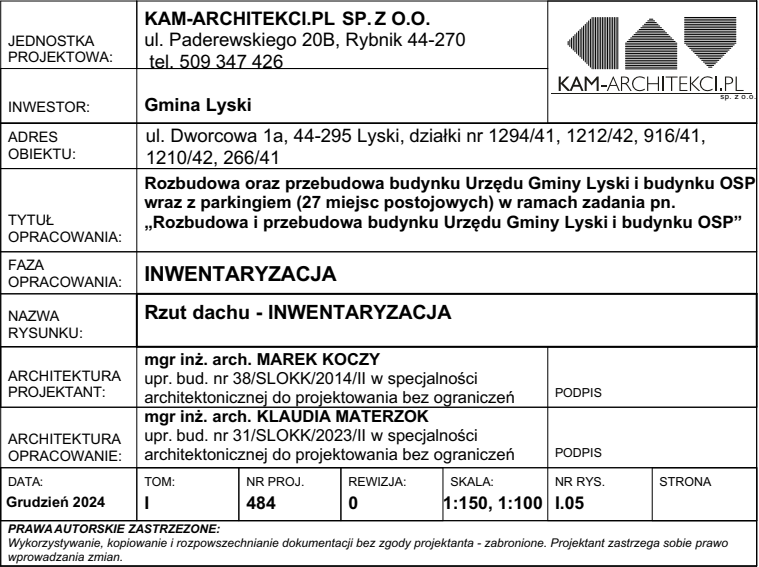 JEDNOSTKA
PROJEKTOWA:
KAM-ARCHITEKCI.PL SP. Z O.O.
ul. Paderewskiego 20B, Rybnik 44-270
tel. 509 347 426
KAM-ARCHITEKCI.PL
sp. z o.o.
INWESTOR:
Gmina Lyski
ADRES
OBIEKTU:
ul. Dworcowa 1a, 44-295 Lyski, działki nr 1294/41, 1212/42, 916/41,
1210/42, 266/41
TYTUŁ
OPRACOWANIA:
Rozbudowa oraz przebudowa budynku Urzędu Gminy Lyski i budynku OSP
wraz z parkingiem (27 miejsc postojowych) w ramach zadania pn.
„Rozbudowa i przebudowa budynku Urzędu Gminy Lyski i budynku OSP”
FAZA
OPRACOWANIA:
INWENTARYZACJA
NAZWA
RYSUNKU:
Rzut dachu - INWENTARYZACJA
ARCHITEKTURA
PROJEKTANT:
mgr inż. arch. MAREK KOCZY
upr. bud. nr 38/SLOKK/2014/II w specjalności
architektonicznej do projektowania bez ograniczeń
PODPIS
ARCHITEKTURA
OPRACOWANIE:
mgr inż. arch. KLAUDIA MATERZOK
upr. bud. nr 31/SLOKK/2023/II w specjalności
architektonicznej do projektowania bez ograniczeń
PODPIS
DATA:
Grudzień 2024
TOM:
I
NR PROJ.
484
REWIZJA:
0
SKALA:
1:150, 1:100
NR RYS.
I.05
STRONA
PRAWA AUTORSKIE ZASTRZEZONE:
Wykorzystywanie, kopiowanie i rozpowszechnianie dokumentacji bez zgody projektanta - zabronione. Projektant zastrzega sobie prawo
wprowadzania zmian.